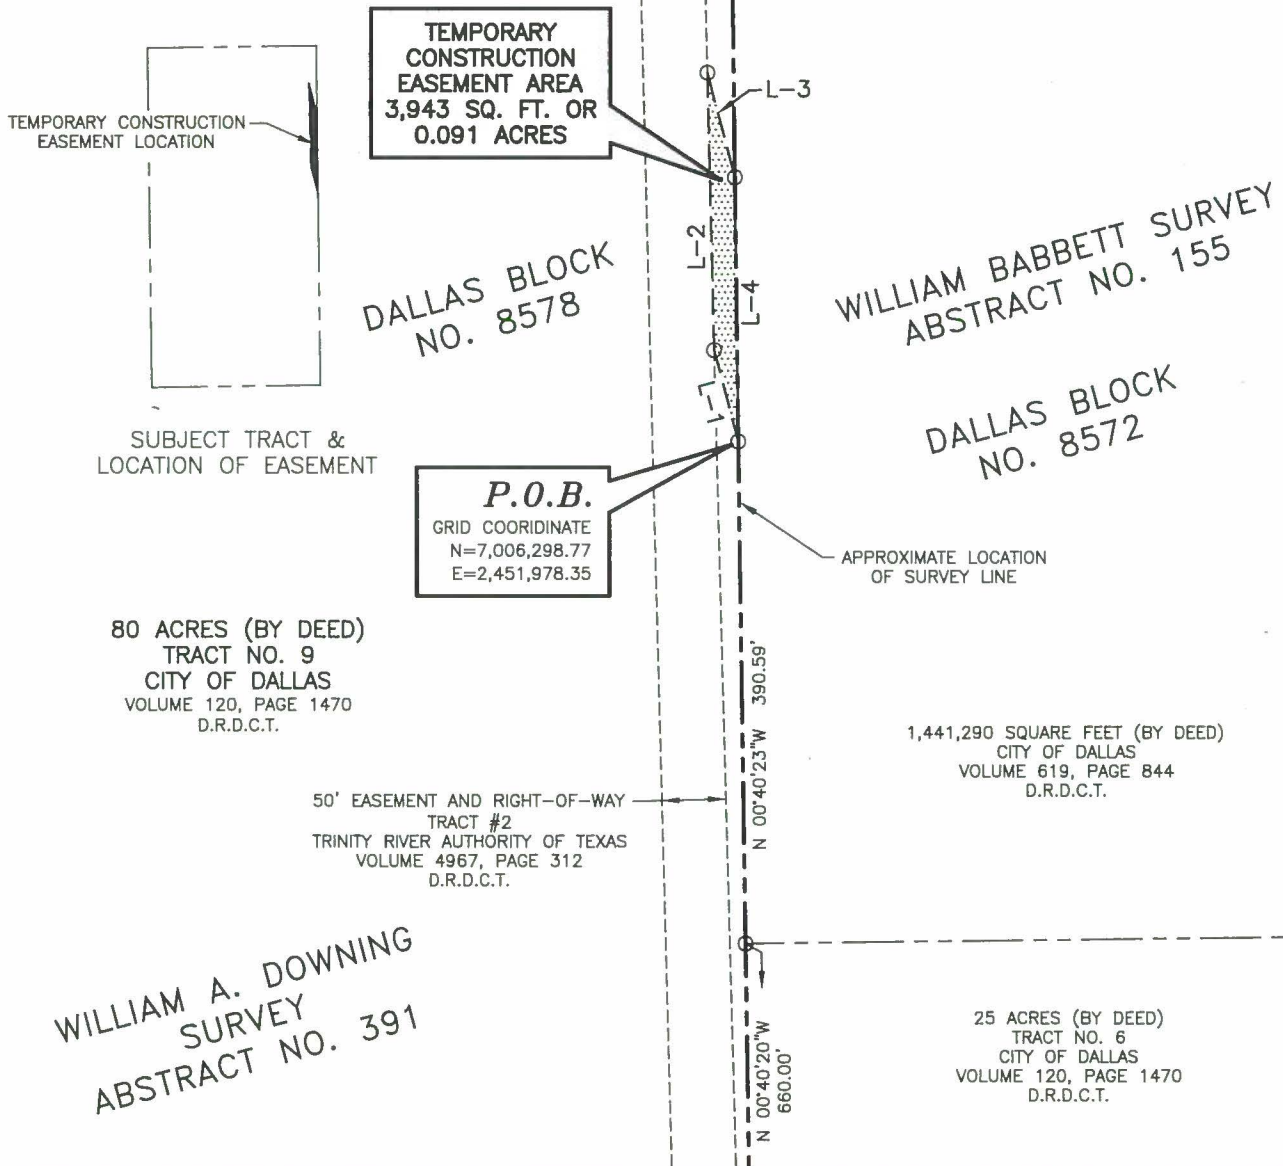 TEMPORARY
CONSTRUCTION
EASEMENT AREA
3,943 SQ. FT. OR
0.091 ACRES
L-3
TEMPORARY CONSTRUCTION
EASEMENT LOCATION
L-2
L-4
L-1
DALLAS BLOCK
NO. 8578
WILLIAM BABBETT SURVEY
ABSTRACT NO. 155
DALLAS BLOCK
NO. 8572
SUBJECT TRACT &
LOCATION OF EASEMENT
P.O.B.
GRID COORIDINATE
N=7,006,298.77
E=2,451,978.35
APPROXIMATE LOCATION
OF SURVEY LINE
80 ACRES (BY DEED)
TRACT NO. 9
CITY OF DALLAS
VOLUME 120, PAGE 1470
D.R.D.C.T.
N 00°40'23"W 390.59'
1,441,290 SQUARE FEET (BY DEED)
CITY OF DALLAS
VOLUME 619, PAGE 844
D.R.D.C.T.
50' EASEMENT AND RIGHT-OF-WAY
TRACT #2
TRINITY RIVER AUTHORITY OF TEXAS
VOLUME 4967, PAGE 312
D.R.D.C.T.
WILLIAM A. DOWNING
SURVEY
ABSTRACT NO. 391
N 00°40'20"W
660.00'
25 ACRES (BY DEED)
TRACT NO. 6
CITY OF DALLAS
VOLUME 120, PAGE 1470
D.R.D.C.T.